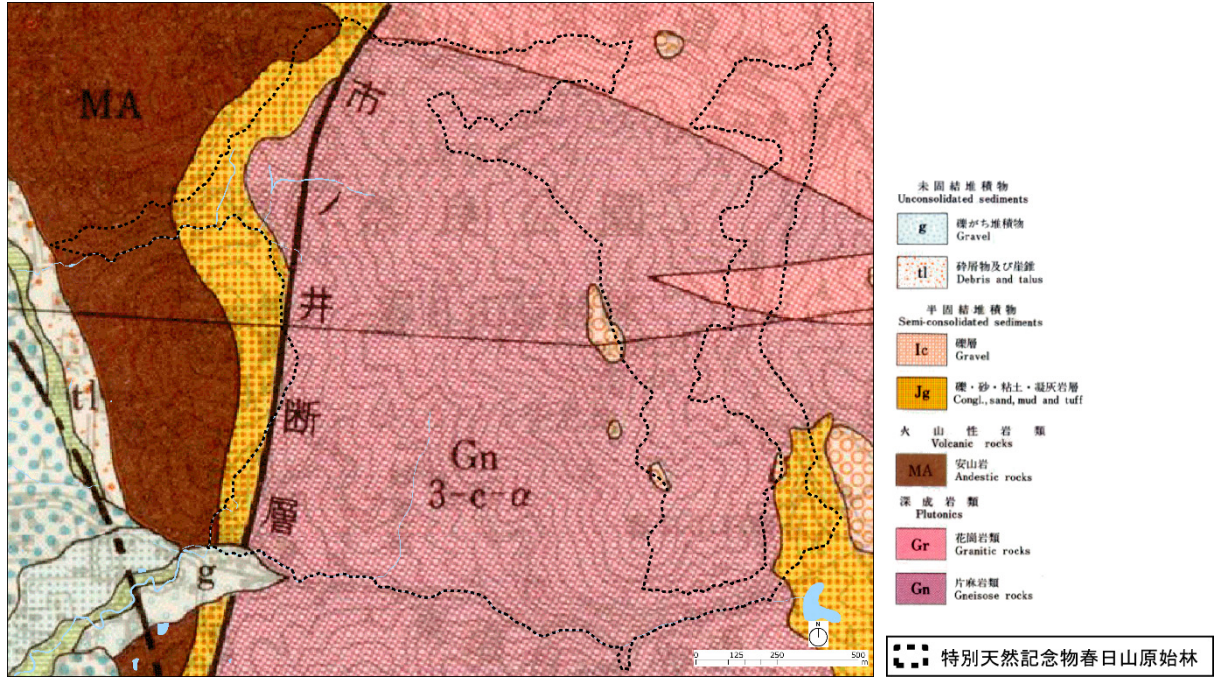 MA
市
ノ
井
断
層
tl
Gn
3-c-α
g
N
0 125 250 500
m
未固結堆積物
Unconsolidated sediments
g 礫がち堆積物
Gravel
tl 砕屑物及び崖錐
Debris and talus
半固結堆積物
Semi-consolidated sediments
Ic 礫層
Gravel
Jg 礫・砂・粘土・凝灰岩層
Congl., sand, mud and tuff
火山性岩類
Volcanic rocks
MA 安山岩
Andestic rocks
深成岩類
Plutonics
Gr 花崗岩類
Granitic rocks
Gn 片麻岩類
Gneisose rocks
特別天然記念物春日山原始林